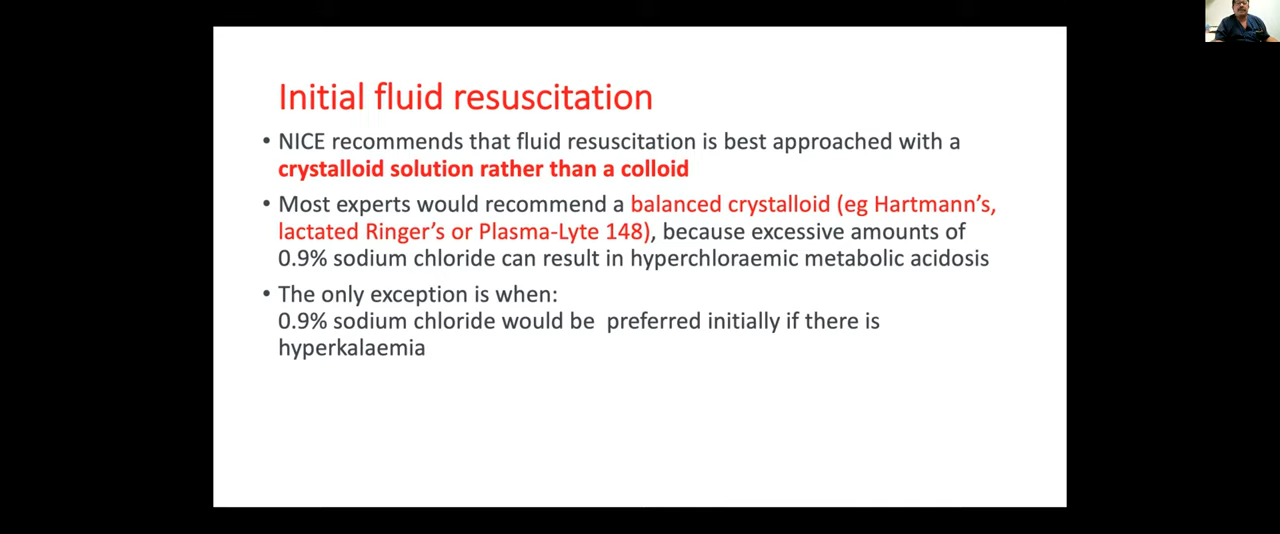 Initial fluid resuscitation
• NICE recommends that fluid resuscitation is best approached with a
crystalloid solution rather than a colloid
• Most experts would recommend a balanced crystalloid (eg Hartmann's,
lactated Ringer's or Plasma-Lyte 148), because excessive amounts of
0.9% sodium chloride can result in hyperchloraemic metabolic acidosis
• The only exception is when:
0.9% sodium chloride would be  preferred initially if there is
hyperkalaemia